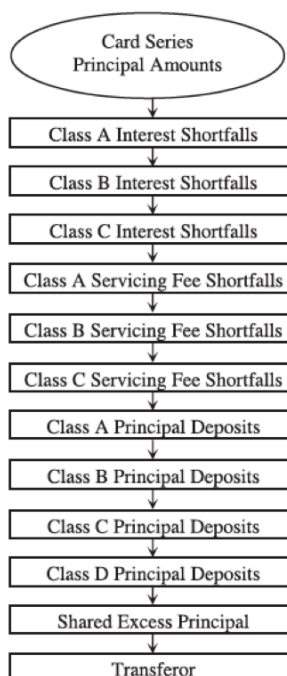 Card Series
Principal Amounts
Class A Interest Shortfalls
Class B Interest Shortfalls
Class C Interest Shortfalls
Class A Servicing Fee Shortfalls
Class B Servicing Fee Shortfalls
Class C Servicing Fee Shortfalls
Class A Principal Deposits
Class B Principal Deposits
Class C Principal Deposits
Class D Principal Deposits
Shared Excess Principal
Transferor